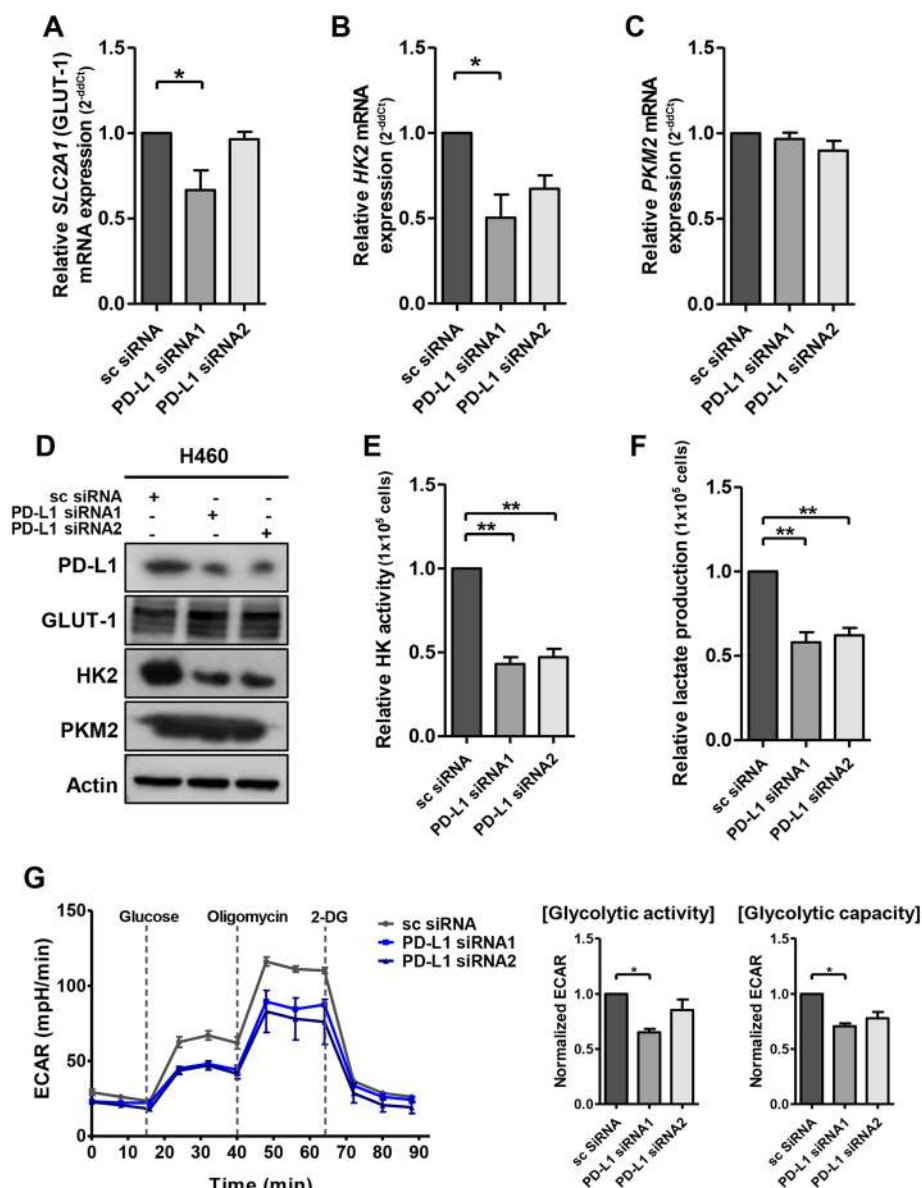 A
Relative SLC2A1 (GLUT-1)
mRNA expression (2-ddCt)
1.5
1.0
0.5
0.0
*
sc siRNA
PD-L1 siRNA1
PD-L1 siRNA2
B
Relative HK2 mRNA
expression (2-ddCt)
1.5
1.0
0.5
0.0
*
sc siRNA
PD-L1 siRNA1
PD-L1 siRNA2
C
Relative PKM2 mRNA
expression (2-ddCt)
1.5
1.0
0.5
0.0
sc siRNA
PD-L1 siRNA1
PD-L1 siRNA2
D
H460
sc siRNA + - -
PD-L1 siRNA1 - + -
PD-L1 siRNA2 - - +
PD-L1
GLUT-1
HK2
PKM2
Actin
E
Relative HK activity (1x10⁵ cells)
1.5
1.0
0.5
0.0
**
**
sc siRNA
PD-L1 siRNA1
PD-L1 siRNA2
F
Relative lactate production (1x10⁵ cells)
1.5
1.0
0.5
0.0
**
**
sc siRNA
PD-L1 siRNA1
PD-L1 siRNA2
G
ECAR (mpH/min)
150
100
50
0
Glucose
Oligomycin
2-DG
sc siRNA
PD-L1 siRNA1
PD-L1 siRNA2
0 10 20 30 40 50 60 70 80 90
Time (min)
[Glycolytic activity]
Normalized ECAR
1.5
1.0
0.5
0.0
*
sc siRNA
PD-L1 siRNA1
PD-L1 siRNA2
[Glycolytic capacity]
Normalized ECAR
1.5
1.0
0.5
0.0
*
sc siRNA
PD-L1 siRNA1
PD-L1 siRNA2